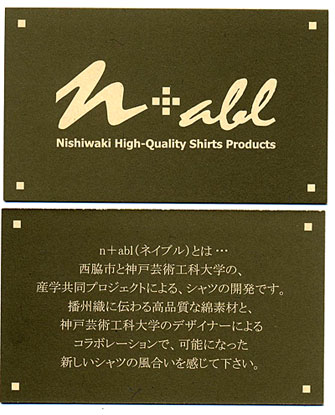 n+abl
Nishiwaki High-Quality Shirts Products
n+abl(ネイブル)とは…
西脇市と神戸芸術工科大学の、
産学共同プロジェクトによる、シャツの開発です。
播州織に伝わる高品質な綿素材と、
神戸芸術工科大学のデザイナーによる
コラボレーションで、可能になった
新しいシャツの風合いを感じて下さい。